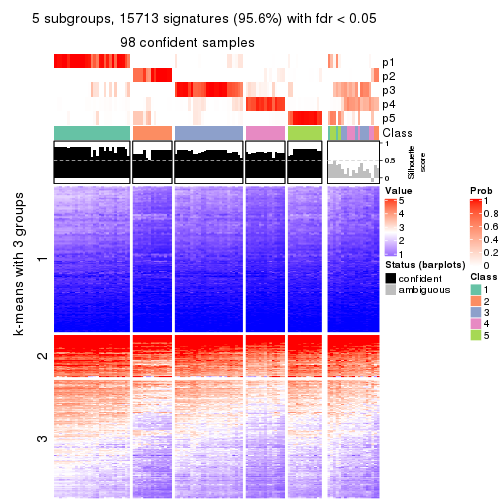 5 subgroups, 15713 signatures (95.6%) with fdr < 0.05
98 confident samples
p1
p2
p3
p4
p5
Class
1
0.5
0
Silhouette
score
k-means with 3 groups
1
2
3
Value
5
4
3
2
1
Status (barplots)
confident
ambiguous
Prob
1
0.8
0.6
0.4
0.2
0
Class
1
2
3
4
5